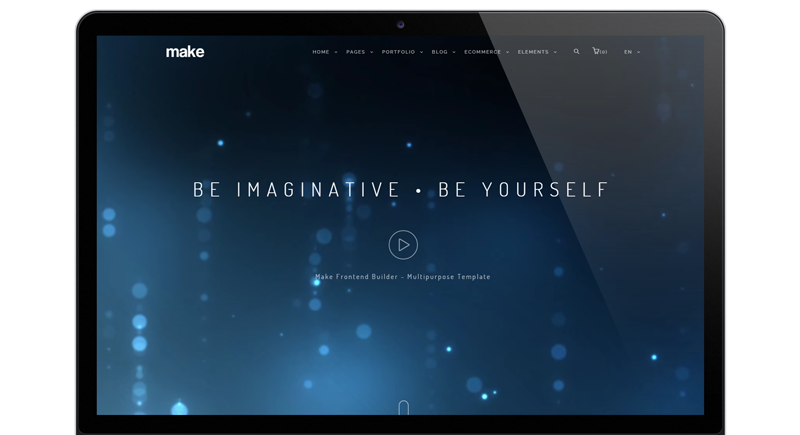 make HOME PAGES PORTFOLIO BLOG ECOMMERCE ELEMENTS (0) EN
BE IMAGINATIVE • BE YOURSELF
Make Frontend Builder - Multipurpose Template